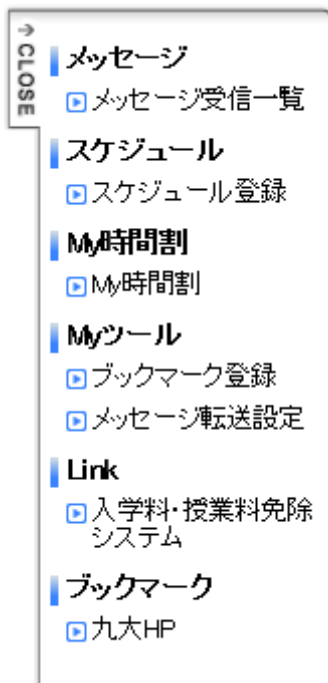 ↑CLOSE
メッセージ
メッセージ受信一覧
スケジュール
スケジュール登録
My時間割
My時間割
Myツール
ブックマーク登録
メッセージ転送設定
Link
入学料・授業料免除
システム
ブックマーク
九大HP